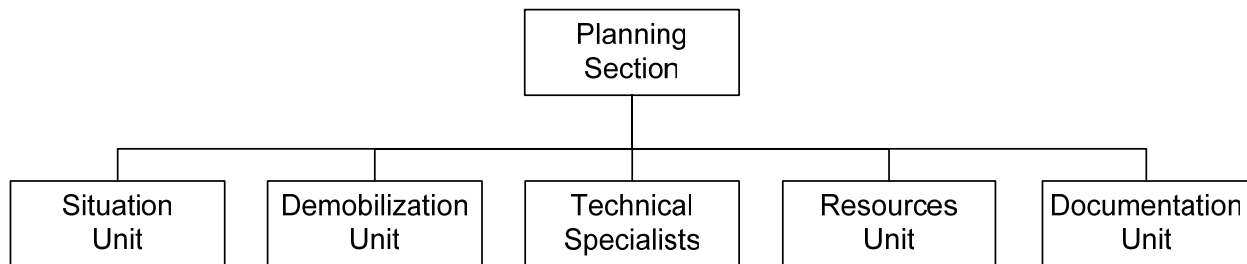 Planning
Section
Situation
Unit
Demobilization
Unit
Technical
Specialists
Resources
Unit
Documentation
Unit